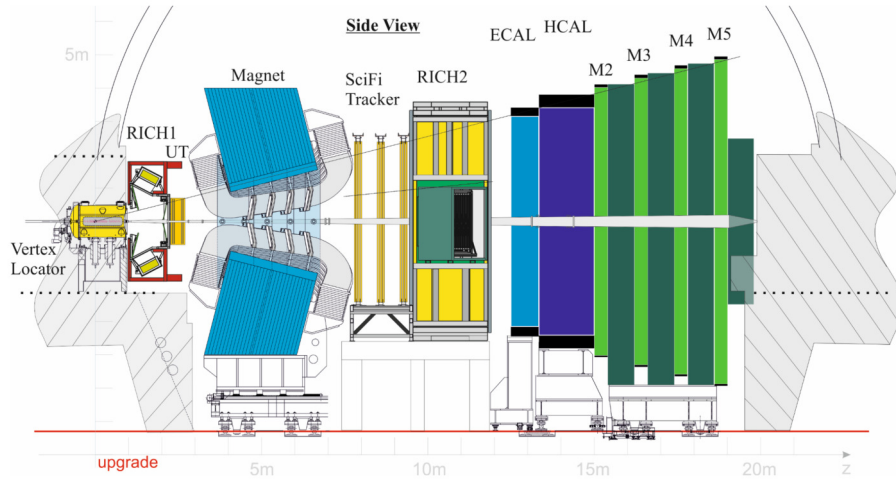 Side View
ECAL HCAL
5m
Magnet
SciFi
Tracker
RICH2
M2
M3
M4
M5
RICH1
UT
Vertex
Locator
upgrade
5m
10m
15m
20m
z